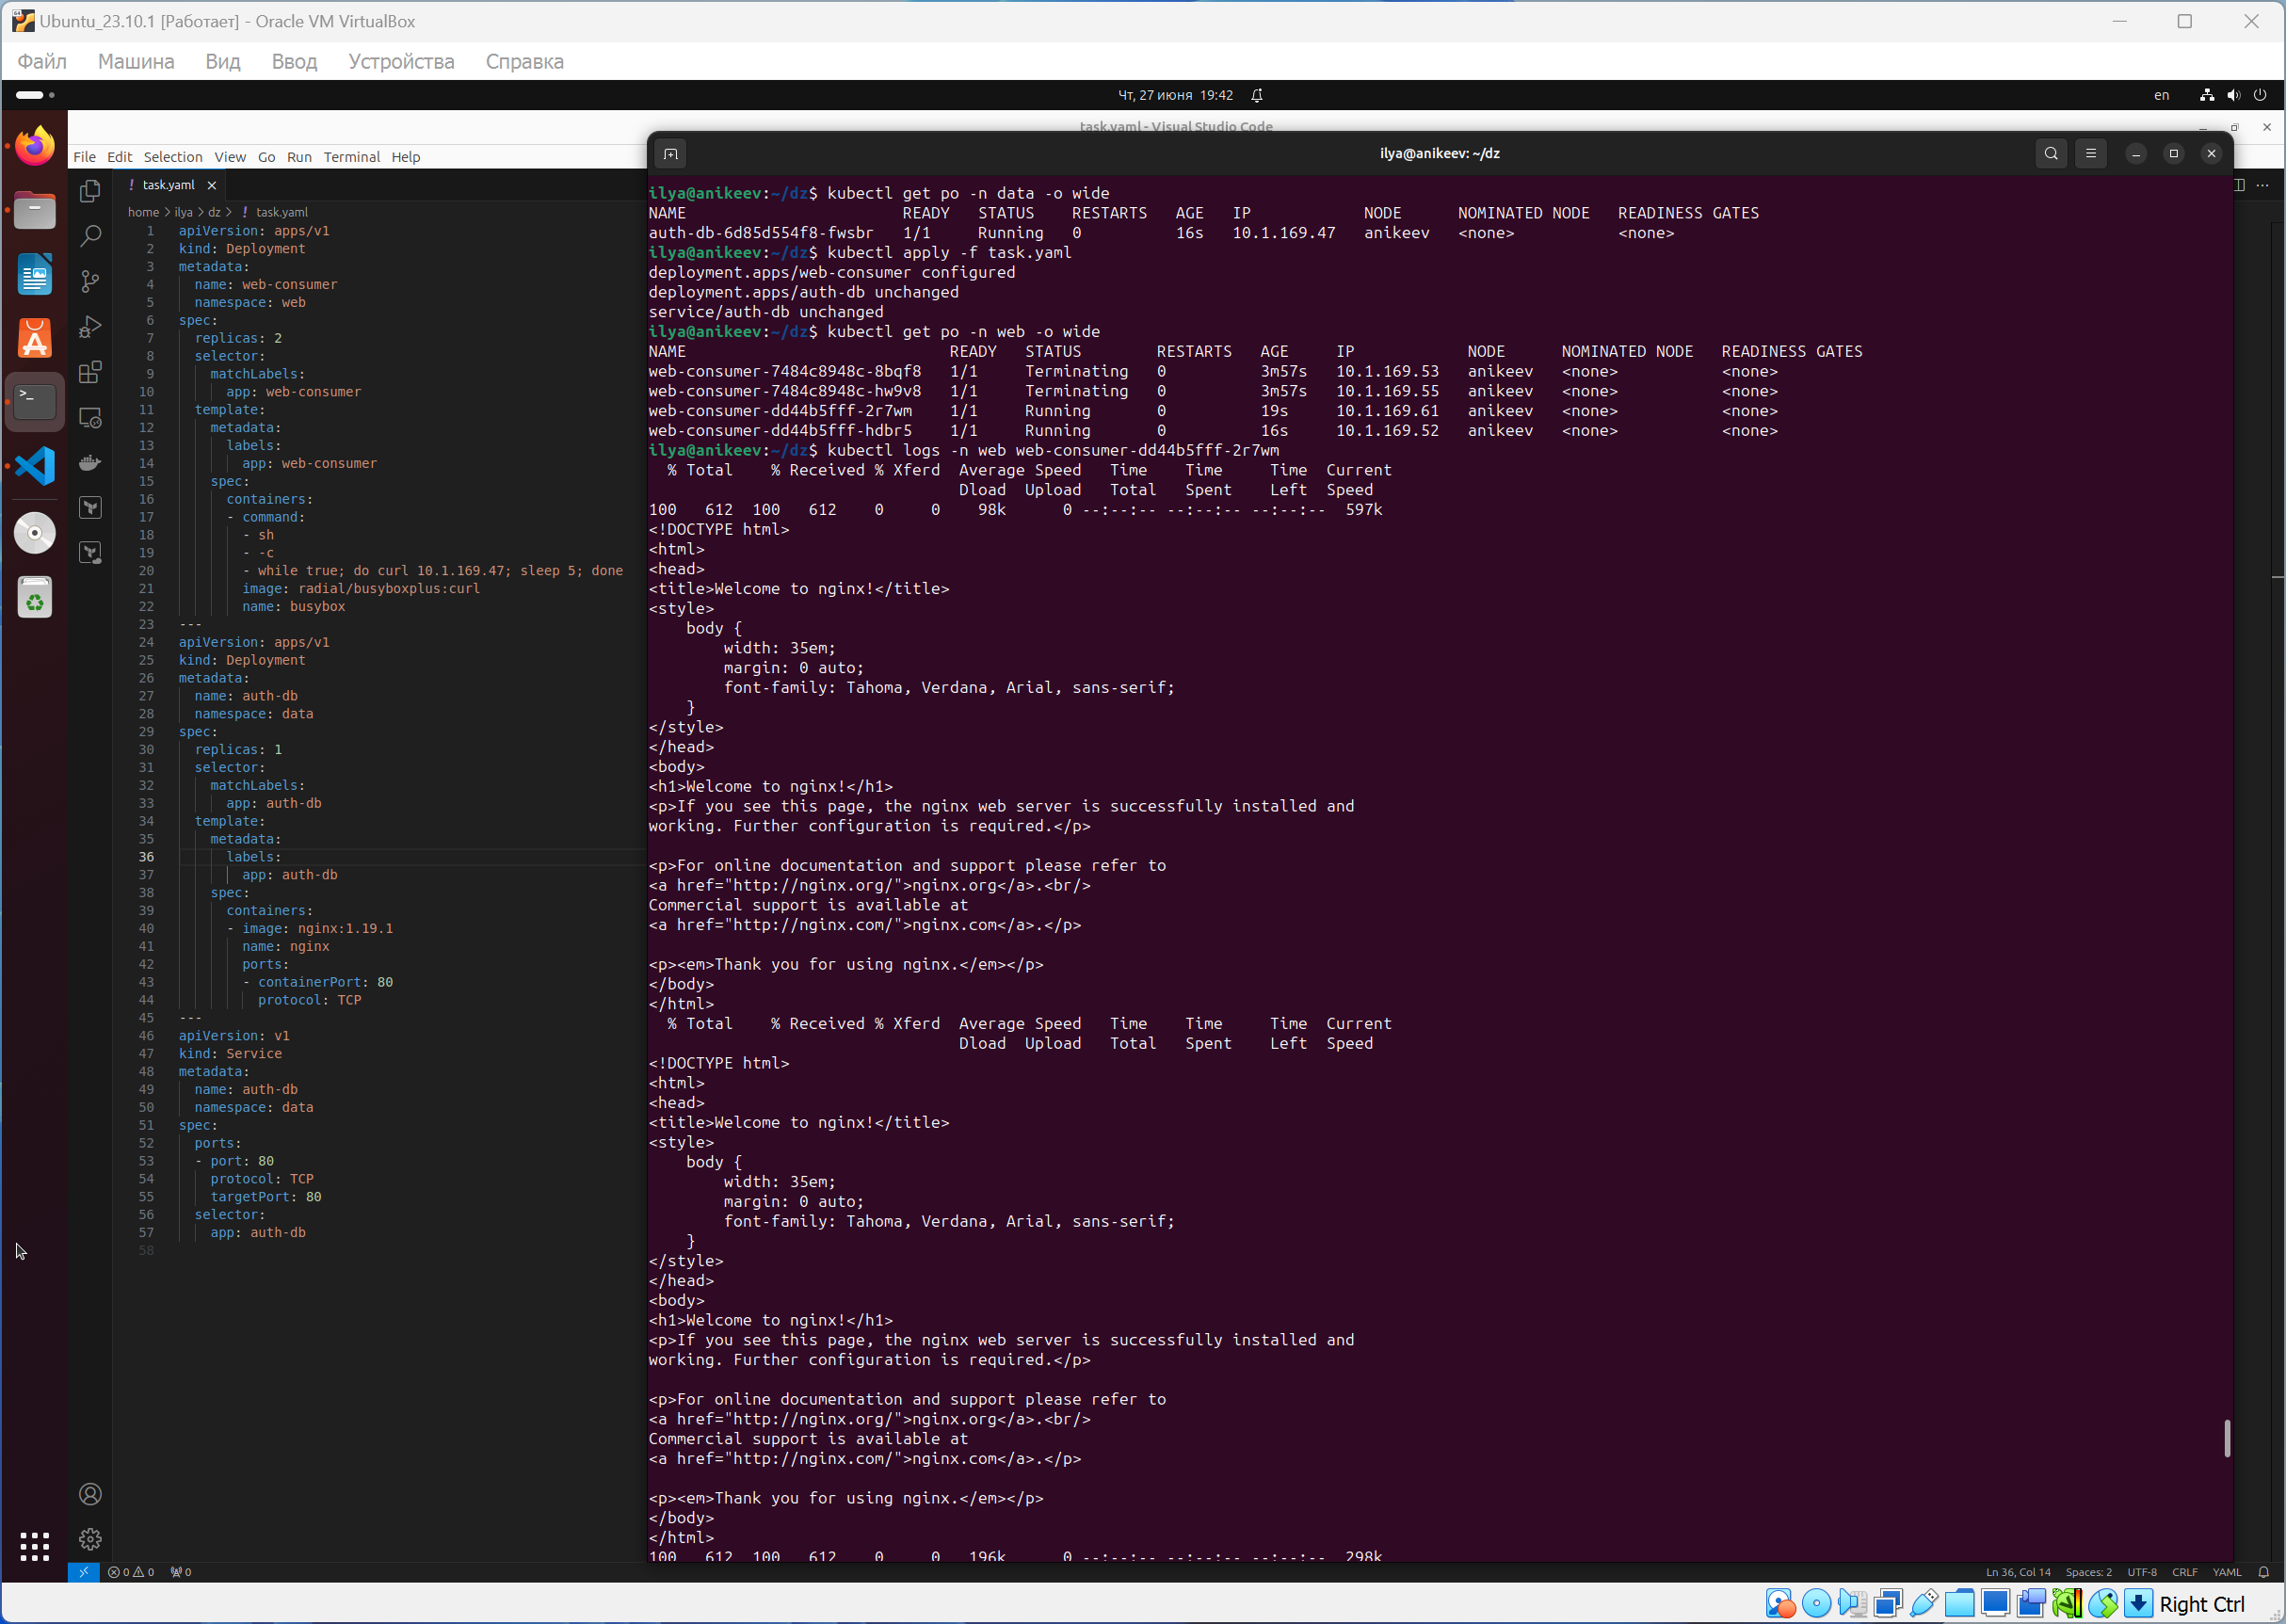 Ubuntu_23.10.1 [Работает] - Oracle VM VirtualBox
Файл Машина Вид Ввод Устройства Справка
Чт, 27 июня 19:42
en
task.yaml - Visual Studio Code
File Edit Selection View Go Run Terminal Help
! task.yaml
home > ilya > dz > ! task.yaml
1 apiVersion: apps/v1
2 kind: Deployment
3 metadata:
4 name: web-consumer
5 namespace: web
6 spec:
7 replicas: 2
8 selector:
9 matchLabels:
10 app: web-consumer
11 template:
12 metadata:
13 labels:
14 app: web-consumer
15 spec:
16 containers:
17 - command:
18 - sh
19 - -c
20 - while true; do curl 10.1.169.47; sleep 5; done
21 image: radial/busyboxplus:curl
22 name: busybox
23 ---
24 apiVersion: apps/v1
25 kind: Deployment
26 metadata:
27 name: auth-db
28 namespace: data
29 spec:
30 replicas: 1
31 selector:
32 matchLabels:
33 app: auth-db
34 template:
35 metadata:
36 labels:
37 app: auth-db
38 spec:
39 containers:
40 - image: nginx:1.19.1
41 name: nginx
42 ports:
43 - containerPort: 80
44 protocol: TCP
45 ---
46 apiVersion: v1
47 kind: Service
48 metadata:
49 name: auth-db
50 namespace: data
51 spec:
52 ports:
53 - port: 80
54 protocol: TCP
55 targetPort: 80
56 selector:
57 app: auth-db
58
ilya@anikeev: ~/dz
ilya@anikeev:~/dz$ kubectl get po -n data -o wide
NAME READY STATUS RESTARTS AGE IP NODE NOMINATED NODE READINESS GATES
auth-db-6d85d554f8-fwsbr 1/1 Running 0 16s 10.1.169.47 anikeev <none> <none>
ilya@anikeev:~/dz$ kubectl apply -f task.yaml
deployment.apps/web-consumer configured
deployment.apps/auth-db unchanged
service/auth-db unchanged
ilya@anikeev:~/dz$ kubectl get po -n web -o wide
NAME READY STATUS RESTARTS AGE IP NODE NOMINATED NODE READINESS GATES
web-consumer-7484c8948c-8bqf8 1/1 Terminating 0 3m57s 10.1.169.53 anikeev <none> <none>
web-consumer-7484c8948c-hw9v8 1/1 Terminating 0 3m57s 10.1.169.55 anikeev <none> <none>
web-consumer-dd44b5fff-2r7wm 1/1 Running 0 19s 10.1.169.61 anikeev <none> <none>
web-consumer-dd44b5fff-hdbr5 1/1 Running 0 16s 10.1.169.52 anikeev <none> <none>
ilya@anikeev:~/dz$ kubectl logs -n web web-consumer-dd44b5fff-2r7wm
% Total % Received % Xferd Average Speed Time Time Time Current
Dload Upload Total Spent Left Speed
100 612 100 612 0 0 98k 0 --:--:-- --:--:-- --:--:-- 597k
<!DOCTYPE html>
<html>
<head>
<title>Welcome to nginx!</title>
<style>
body {
width: 35em;
margin: 0 auto;
font-family: Tahoma, Verdana, Arial, sans-serif;
}
</style>
</head>
<body>
<h1>Welcome to nginx!</h1>
<p>If you see this page, the nginx web server is successfully installed and
working. Further configuration is required.</p>
<p>For online documentation and support please refer to
<a href="http://nginx.org/">nginx.org</a>.<br/>
Commercial support is available at
<a href="http://nginx.com/">nginx.com</a>.</p>
<p><em>Thank you for using nginx.</em></p>
</body>
</html>
% Total % Received % Xferd Average Speed Time Time Time Current
Dload Upload Total Spent Left Speed
<!DOCTYPE html>
<html>
<head>
<title>Welcome to nginx!</title>
<style>
body {
width: 35em;
margin: 0 auto;
font-family: Tahoma, Verdana, Arial, sans-serif;
}
</style>
</head>
<body>
<h1>Welcome to nginx!</h1>
<p>If you see this page, the nginx web server is successfully installed and
working. Further configuration is required.</p>
<p>For online documentation and support please refer to
<a href="http://nginx.org/">nginx.org</a>.<br/>
Commercial support is available at
<a href="http://nginx.com/">nginx.com</a>.</p>
<p><em>Thank you for using nginx.</em></p>
</body>
</html>
100 612 100 612 0 0 196k 0 --:--:-- --:--:-- --:--:-- 298k
0 0 0 Ln 36, Col 14 Spaces: 2 UTF-8 CRLF YAML
Right Ctrl